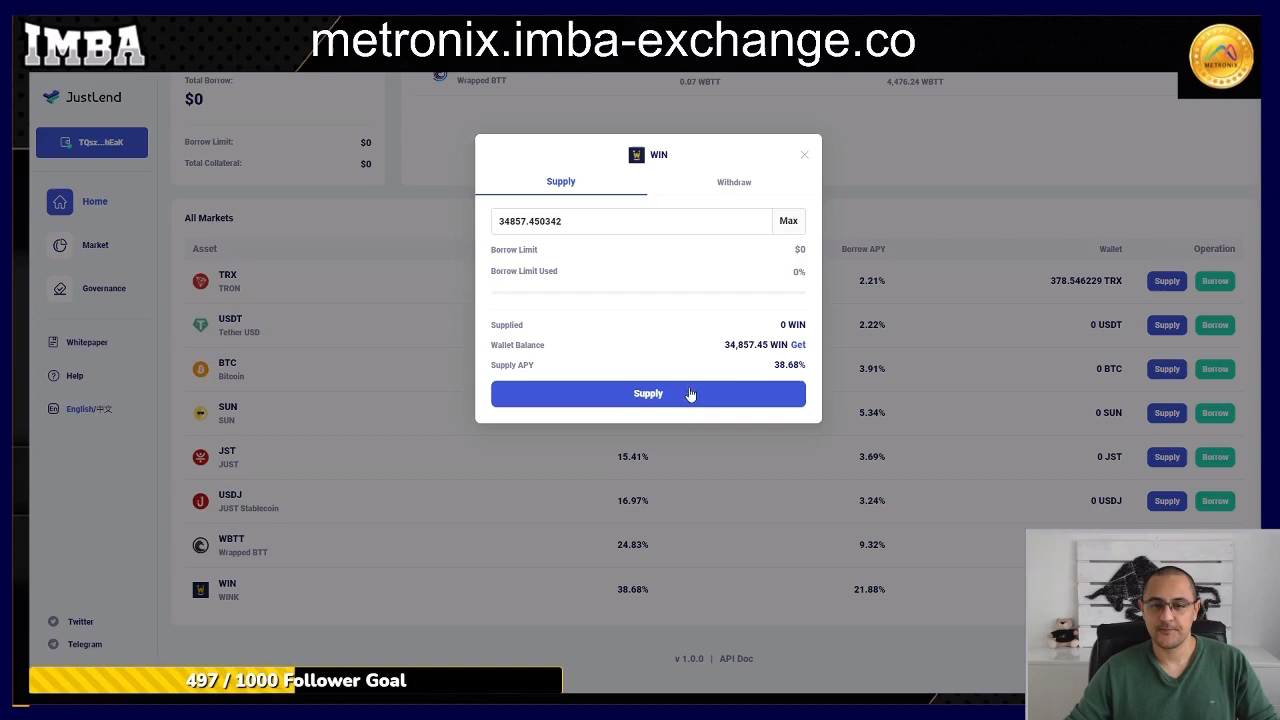 IMBA
metronix.imba-exchange.co
METRONIX
JustLend
TQsz...hEaK
Home
Market
Governance
Whitepaper
Help
En English/中文
Twitter
Telegram
Total Borrow:
$0
Borrow Limit: $0
Total Collateral: $0
Wrapped BTT 0.07 WBTT 4,476.24 WBTT
All Markets
Asset Borrow APY Wallet Operation
TRX
TRON
2.21% 378.546229 TRX Supply Borrow
USDT
Tether USD
2.22% 0 USDT Supply Borrow
BTC
Bitcoin
3.91% 0 BTC Supply Borrow
SUN
SUN
5.34% 0 SUN Supply Borrow
JST
JUST
15.41% 3.69% 0 JST Supply Borrow
USDJ
JUST Stablecoin
16.97% 3.24% 0 USDJ Supply Borrow
WBTT
Wrapped BTT
24.83% 9.32%
WIN
WINK
38.68% 21.88%
WIN
Supply Withdraw
34857.450342 Max
Borrow Limit $0
Borrow Limit Used 0%
Supplied 0 WIN
Wallet Balance 34,857.45 WIN Get
Supply APY 38.68%
Supply
v 1.0.0 | API Doc
497 / 1000 Follower Goal